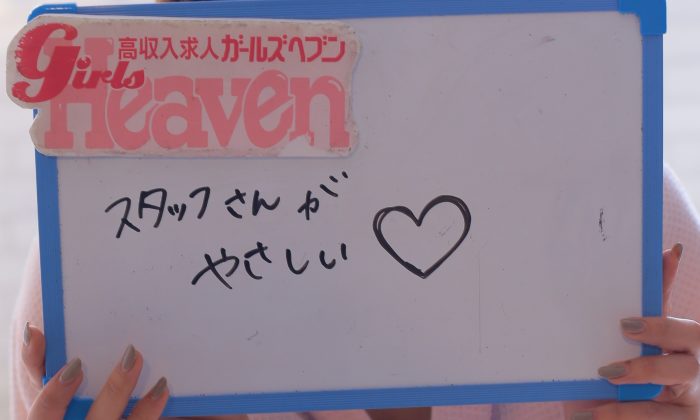 高収入求人ガールズヘブン
Girls
Heaven
スタッフさんが
やさしい